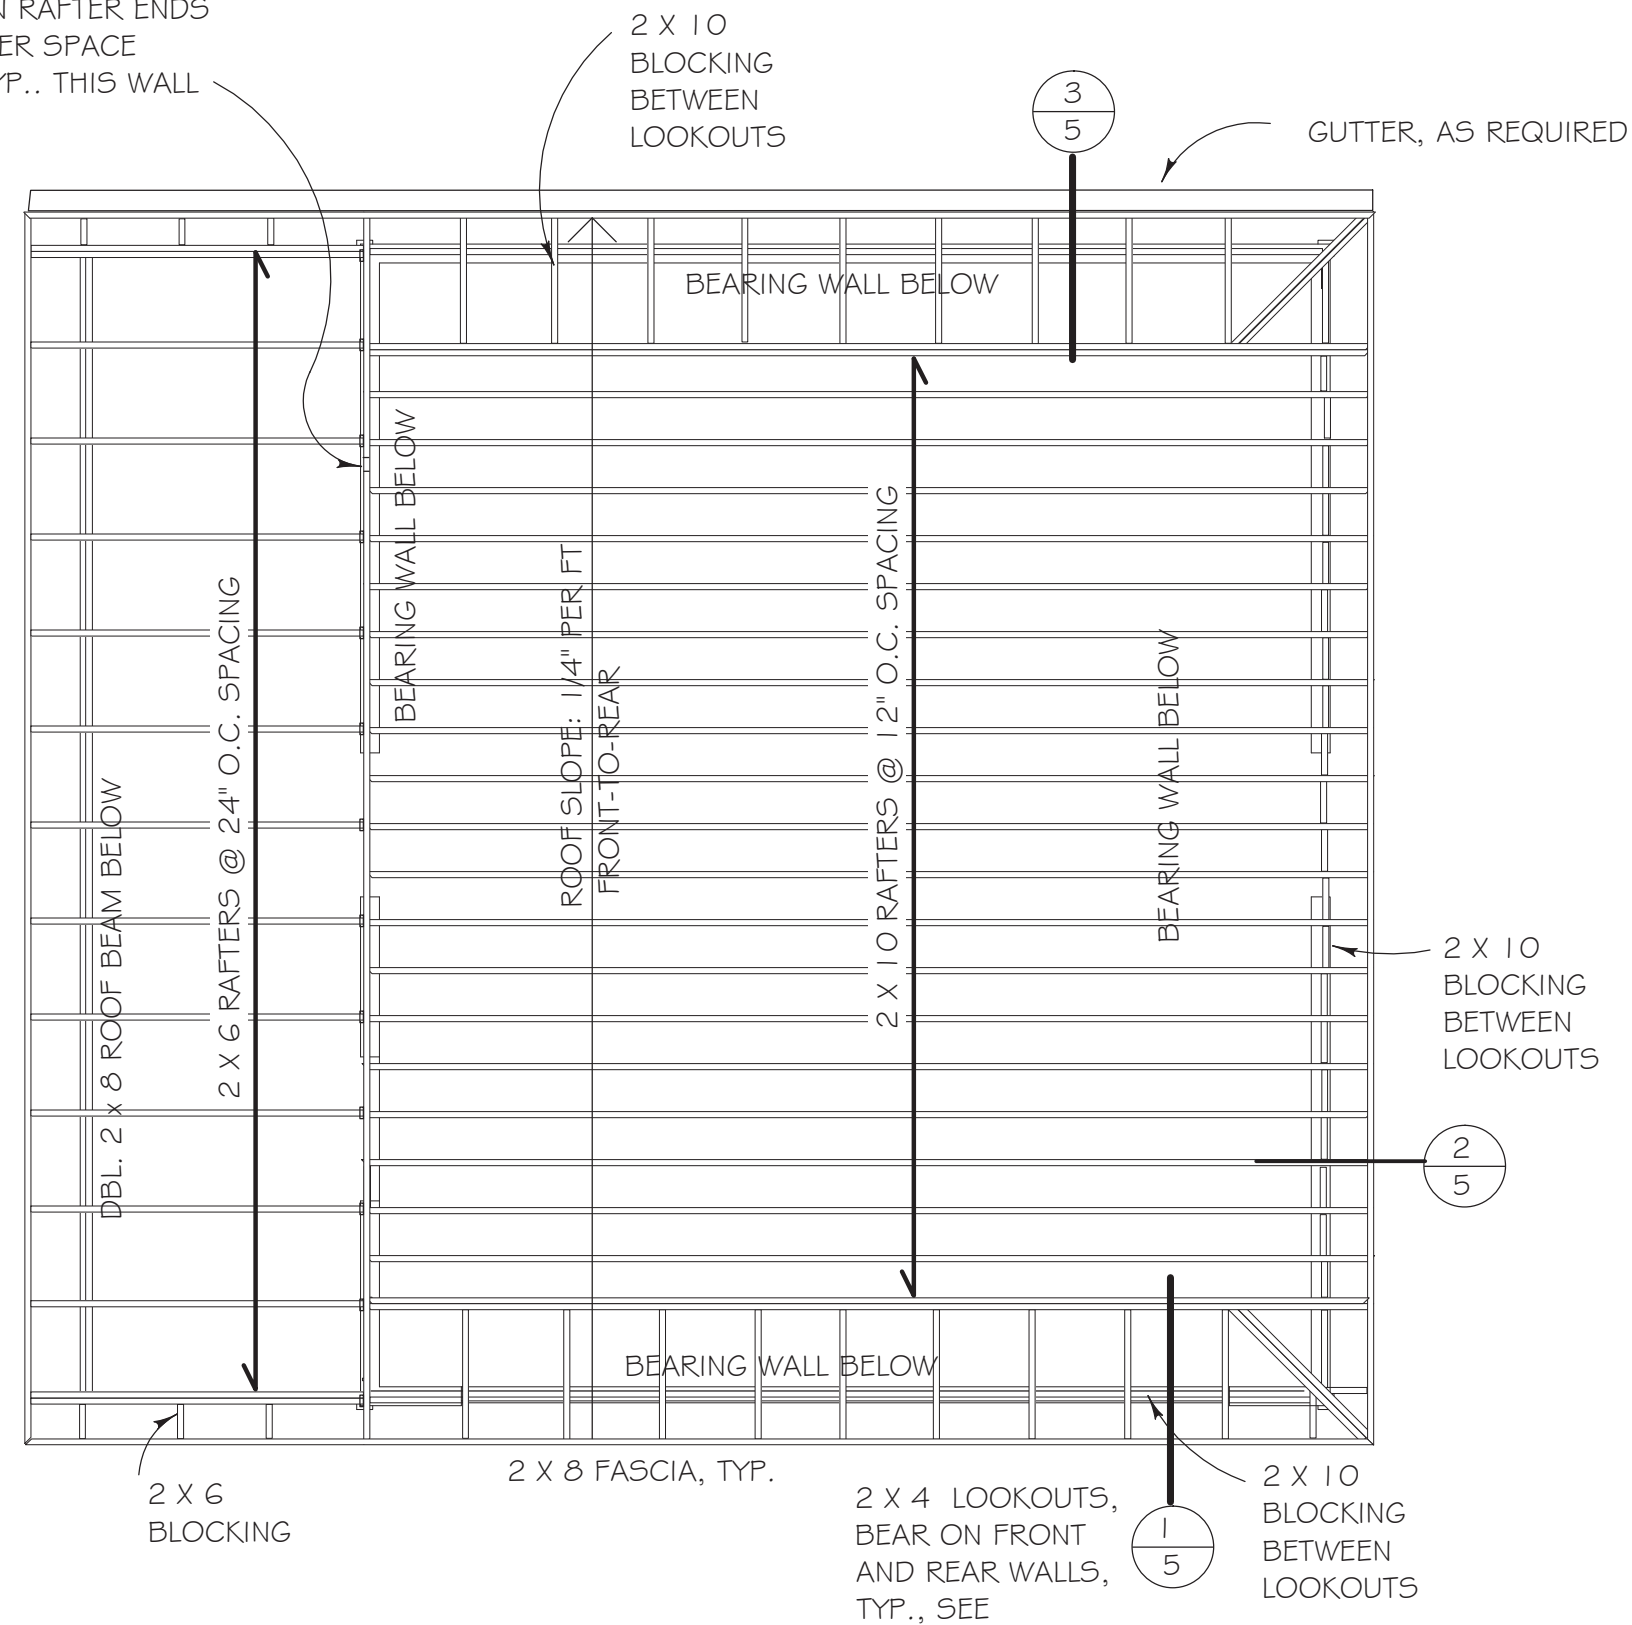 RAFTER ENDS
SPACE
THIS WALL
2 X 10
BLOCKING
BETWEEN
LOOKOUTS
3
5
GUTTER, AS REQUIRED
BEARING WALL BELOW
BEARING WALL BELOW
ROOF SLOPE: 1/4" PER FT
FRONT-TO-REAR
2 X 10 RAFTERS @ 12" O.C. SPACING
BEARING WALL BELOW
2 X 6 RAFTERS @ 24" O.C. SPACING
DBL. 2 x 8 ROOF BEAM BELOW
2 X 10
BLOCKING
BETWEEN
LOOKOUTS
2
5
BEARING WALL BELOW
2 X 6
BLOCKING
2 X 8 FASCIA, TYP.
2 X 4 LOOKOUTS,
BEAR ON FRONT
AND REAR WALLS,
TYP., SEE
1
5
2 X 10
BLOCKING
BETWEEN
LOOKOUTS